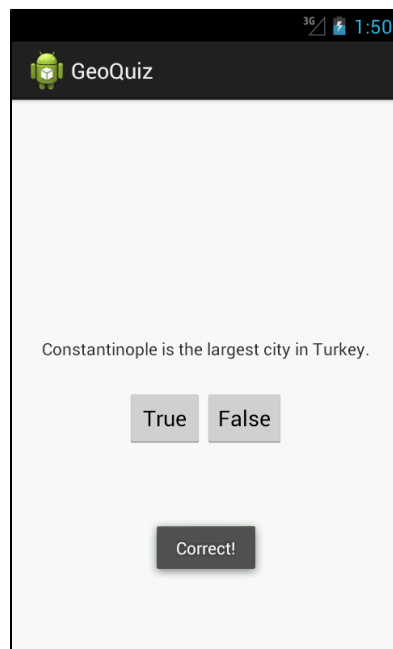 3G 1:50
GeoQuiz
Constantinople is the largest city in Turkey.
True False
Correct!